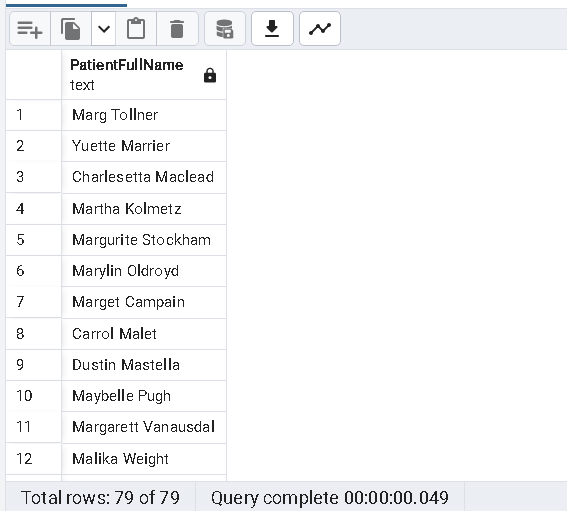 PatientFullName
text
1 Marg Tollner
2 Yuette Marrier
3 Charlesetta Maclead
4 Martha Kolmetz
5 Margurite Stockham
6 Marylin Oldroyd
7 Marget Campain
8 Carrol Malet
9 Dustin Mastella
10 Maybelle Pugh
11 Margarett Vanausdal
12 Malika Weight
Total rows: 79 of 79 Query complete 00:00:00.049